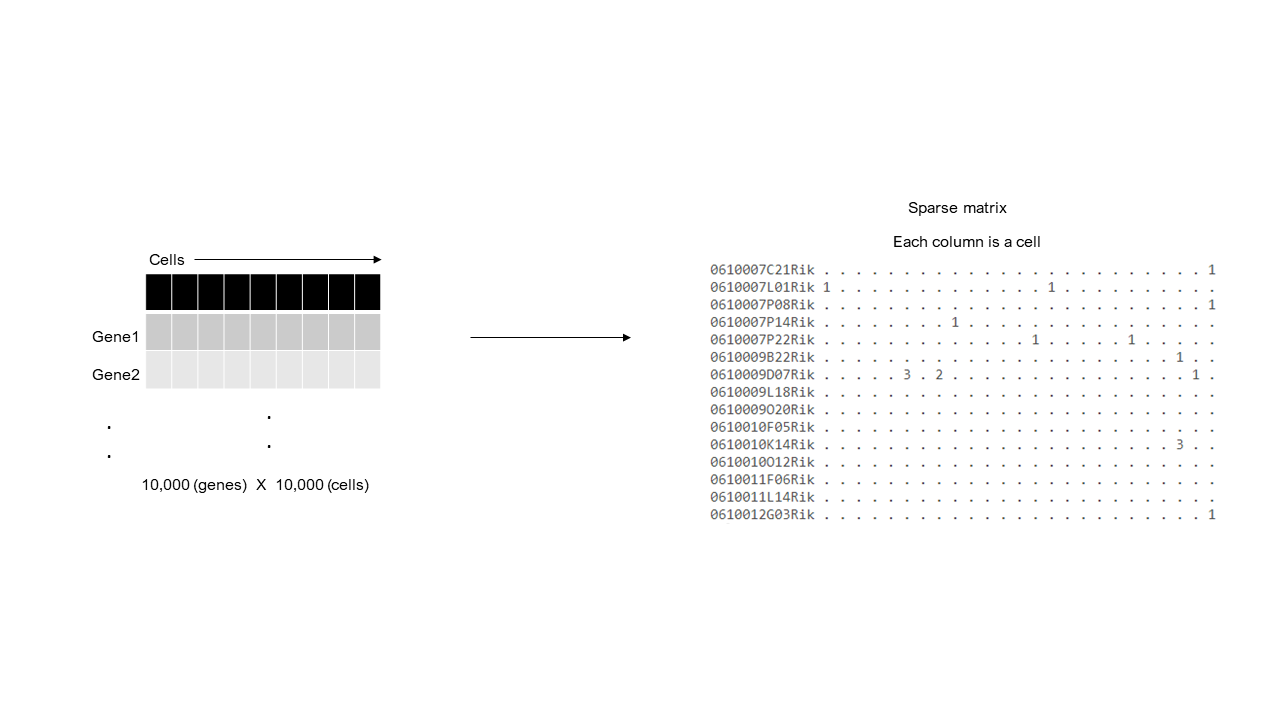 Cells
Gene1
Gene2
.
.
.
.
10,000 (genes) X 10,000 (cells)
Sparse matrix
Each column is a cell
0610007C21Rik . . . . . . . . . . . . . . . . . . . . . . . . 1
0610007L01Rik 1 . . . . . . . . . . . . . 1 . . . . . . . . . .
0610007P08Rik . . . . . . . . . . . . . . . . . . . . . . . . 1
0610007P14Rik . . . . . . . . 1 . . . . . . . . . . . . . . . .
0610007P22Rik . . . . . . . . . . . . . 1 . . . . . 1 . . . . .
0610009B22Rik . . . . . . . . . . . . . . . . . . . . . . 1 . .
0610009D07Rik . . . . . 3 . 2 . . . . . . . . . . . . . . . 1 .
0610009L18Rik . . . . . . . . . . . . . . . . . . . . . . . . .
0610009O20Rik . . . . . . . . . . . . . . . . . . . . . . . . .
0610010F05Rik . . . . . . . . . . . . . . . . . . . . . . . . .
0610010K14Rik . . . . . . . . . . . . . . . . . . . . . . 3 . .
0610010O12Rik . . . . . . . . . . . . . . . . . . . . . . . . .
0610011F06Rik . . . . . . . . . . . . . . . . . . . . . . . . .
0610011L14Rik . . . . . . . . . . . . . . . . . . . . . . . . .
0610012G03Rik . . . . . . . . . . . . . . . . . . . . . . . . 1